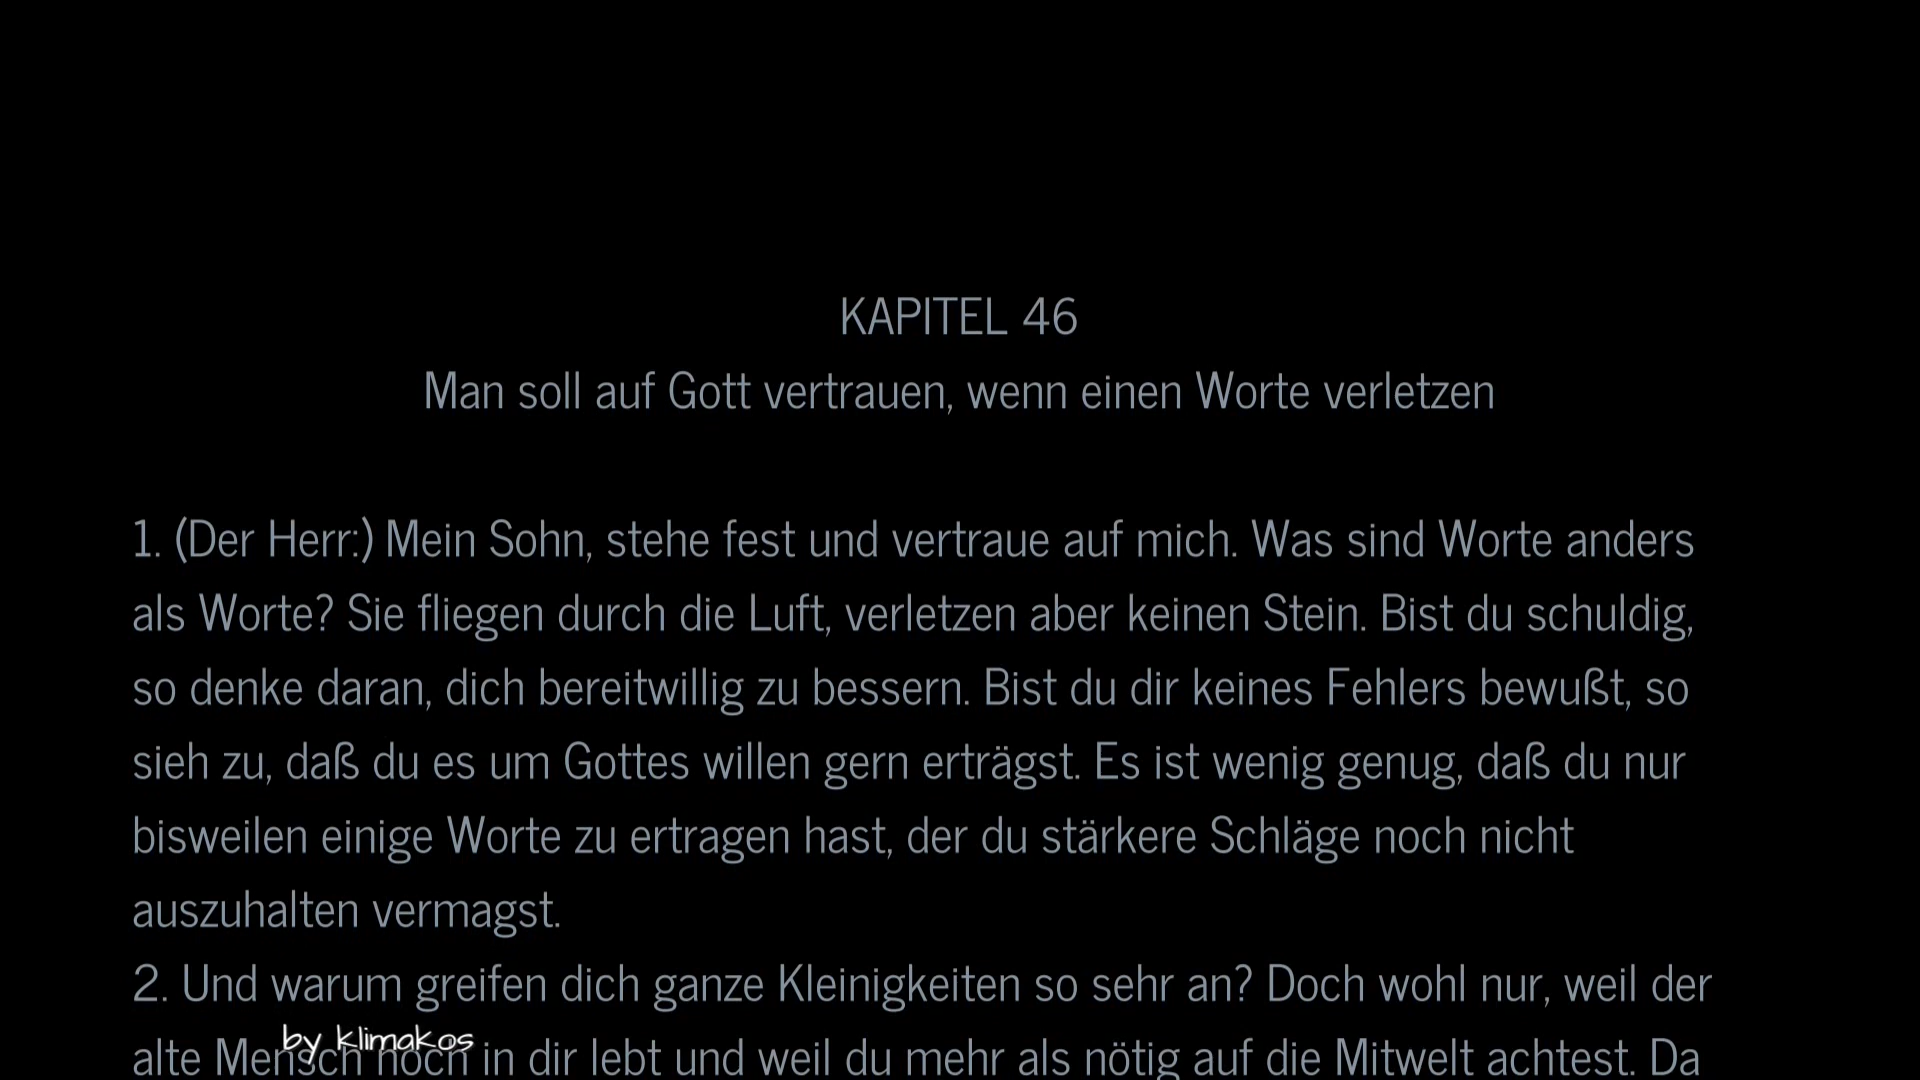 KAPITEL 46
Man soll auf Gott vertrauen, wenn einen Worte verletzen
1. (Der Herr:) Mein Sohn, stehe fest und vertraue auf mich. Was sind Worte anders
als Worte? Sie fliegen durch die Luft, verletzen aber keinen Stein. Bist du schuldig,
so denke daran, dich bereitwillig zu bessern. Bist du dir keines Fehlers bewußt, so
sieh zu, daß du es um Gottes willen gern erträgst. Es ist wenig genug, daß du nur
bisweilen einige Worte zu ertragen hast, der du stärkere Schläge noch nicht
auszuhalten vermagst.
2. Und warum greifen dich ganze Kleinigkeiten so sehr an? Doch wohl nur, weil der
alte Mensch noch in dir lebt und weil du mehr als nötig auf die Mitwelt achtest. Da
by klimakos